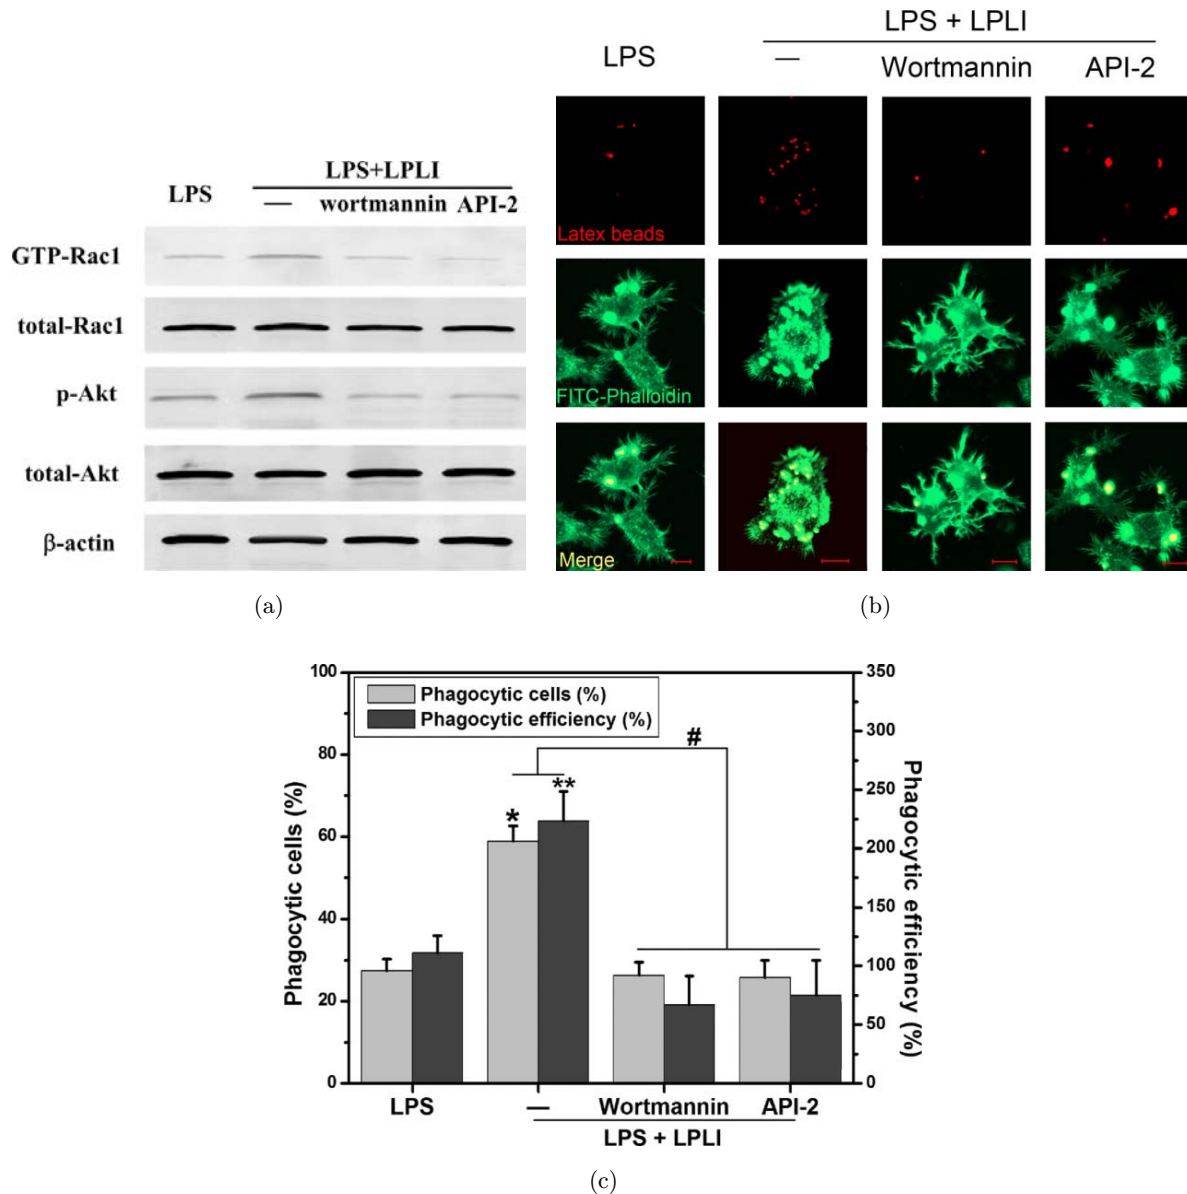 LPS+LPLI
LPS — wortmannin API-2
GTP-Rac1
total-Rac1
p-Akt
total-Akt
β-actin
(a)
LPS + LPLI
LPS — Wortmannin API-2
Latex beads
FITC-Phalloidin
Merge
(b)
Phagocytic cells (%)
Phagocytic efficiency (%)
100
80
60
40
20
0
Phagocytic cells (%)
350
300
250
200
150
100
50
0
Phagocytic efficiency (%)
#
* **
LPS — Wortmannin API-2
LPS + LPLI
(c)